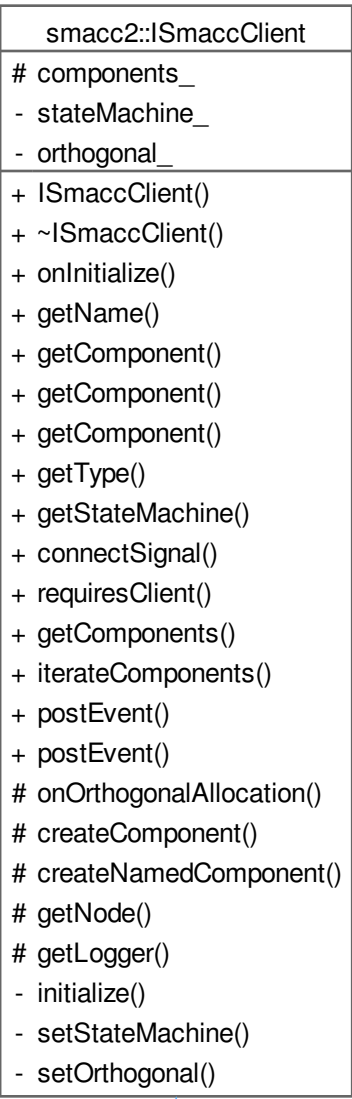 smacc2::ISmaccClient
# components_
- stateMachine_
- orthogonal_
+ ISmaccClient()
+ ~ISmaccClient()
+ onInitialize()
+ getName()
+ getComponent()
+ getComponent()
+ getComponent()
+ getType()
+ getStateMachine()
+ connectSignal()
+ requiresClient()
+ getComponents()
+ iterateComponents()
+ postEvent()
+ postEvent()
# onOrthogonalAllocation()
# createComponent()
# createNamedComponent()
# getNode()
# getLogger()
- initialize()
- setStateMachine()
- setOrthogonal()